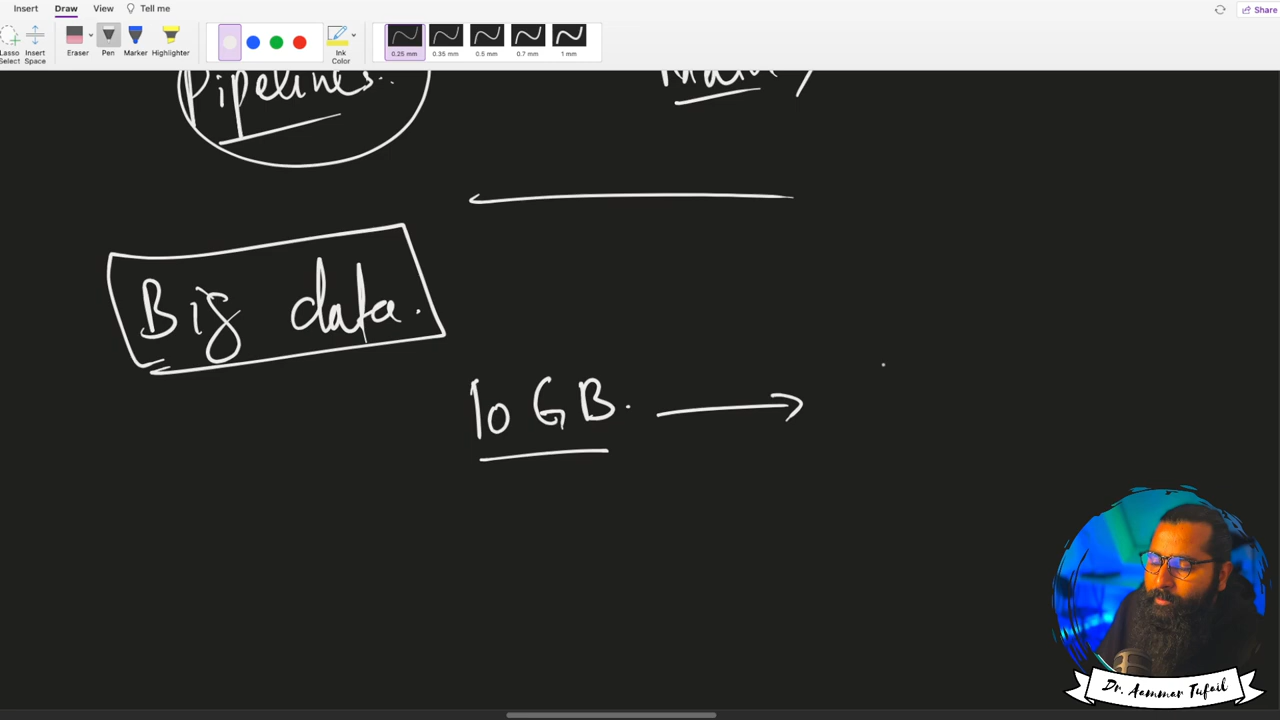 Insert Draw View Tell me
Share
Lasso Select
Insert Space
Eraser
Pen
Marker
Highlighter
Ink Color
0.25 mm
0.35 mm
0.5 mm
0.7 mm
1 mm
Pipelines..
Big data.
10 GB.
Dr. Aammar Tufail